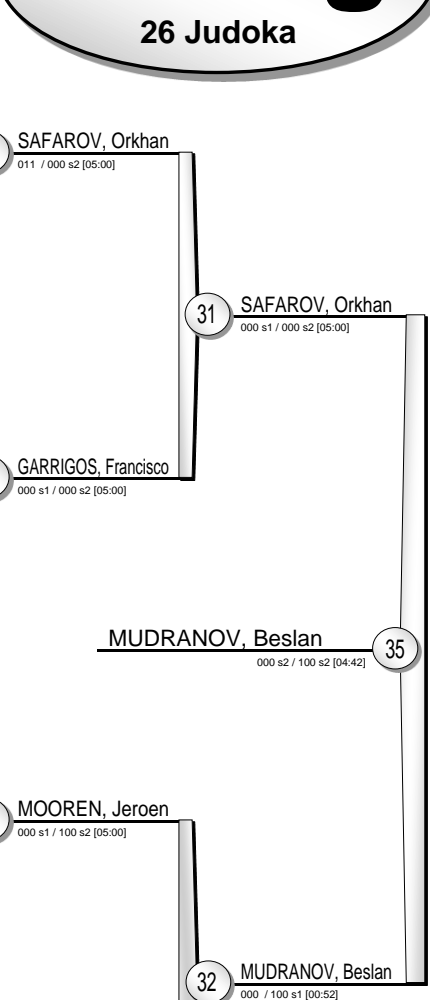 26 Judoka
SAFAROV, Orkhan
011 / 000 s2 [05:00]
31
SAFAROV, Orkhan
000 s1 / 000 s2 [05:00]
GARRIGOS, Francisco
000 s1 / 000 s2 [05:00]
MUDRANOV, Beslan
000 s2 / 100 s2 [04:42]
35
MOOREN, Jeroen
000 s1 / 100 s2 [05:00]
32
MUDRANOV, Beslan
000 / 100 s1 [00:52]